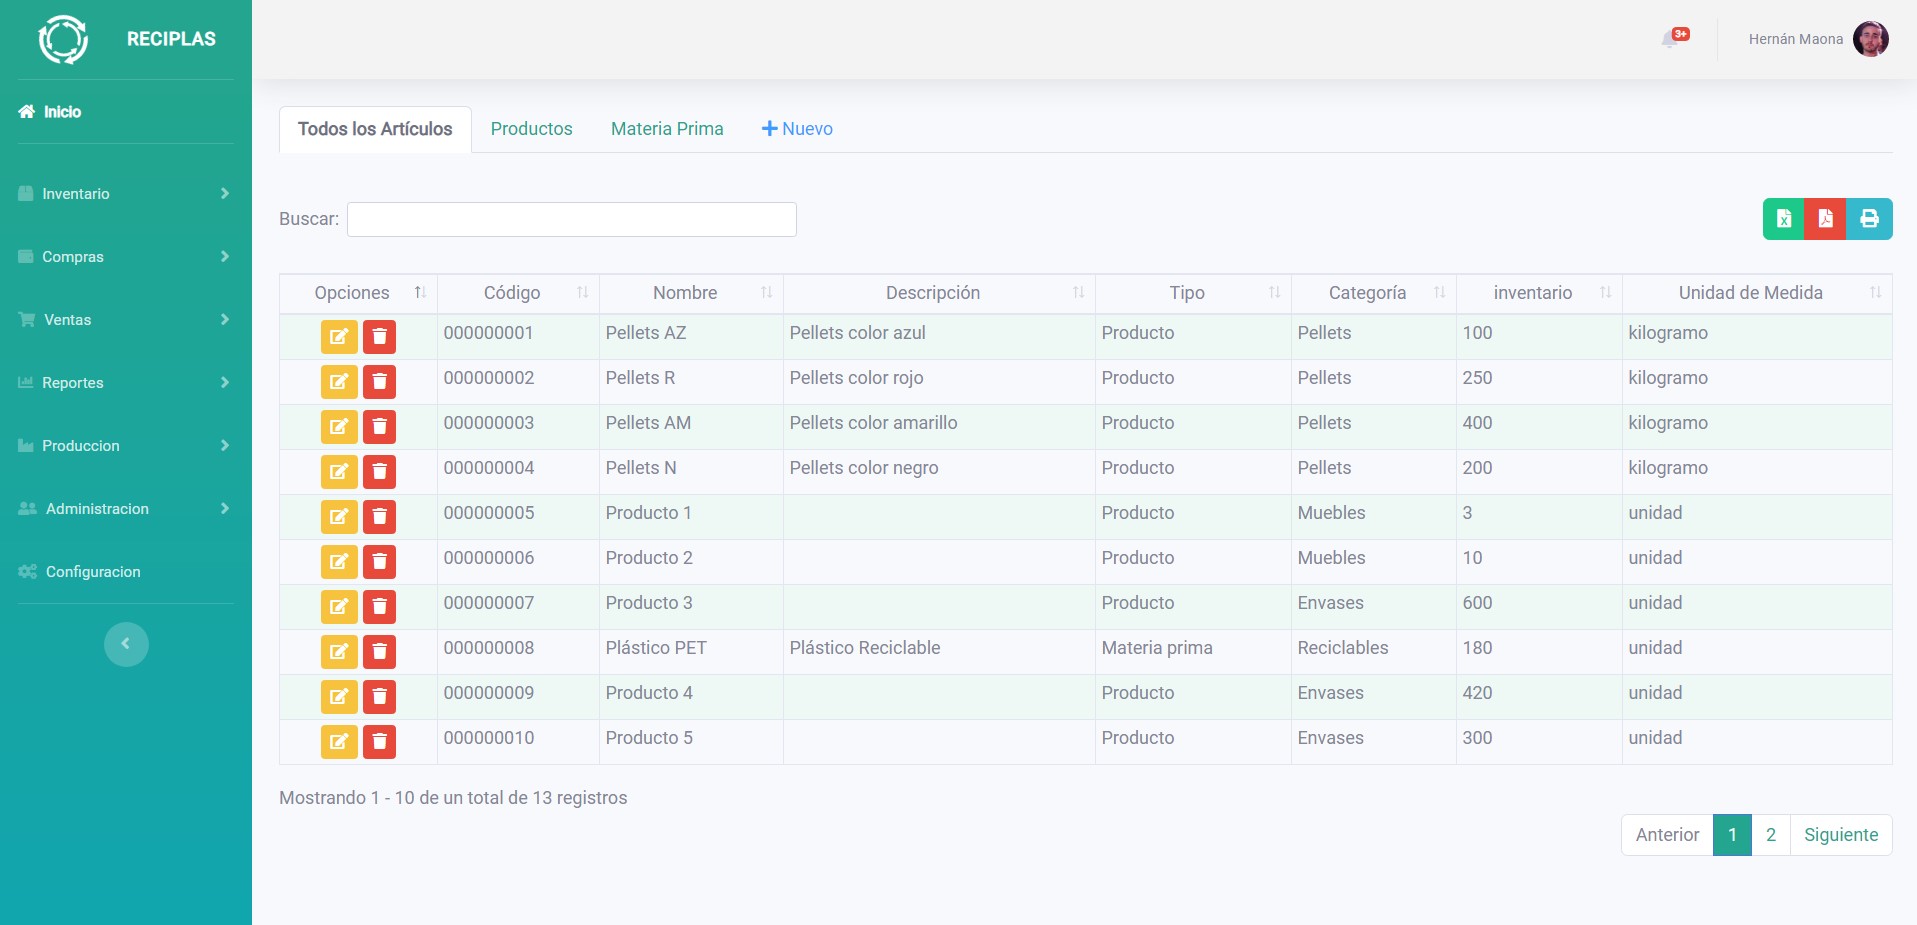 RECIPLAS
3+
Hernán Maona
Inicio
Inventario
Compras
Ventas
Reportes
Produccion
Administracion
Configuracion
Todos los Artículos Productos Materia Prima Nuevo
Buscar:
Opciones Código Nombre Descripción Tipo Categoría inventario Unidad de Medida
000000001 Pellets AZ Pellets color azul Producto Pellets 100 kilogramo
000000002 Pellets R Pellets color rojo Producto Pellets 250 kilogramo
000000003 Pellets AM Pellets color amarillo Producto Pellets 400 kilogramo
000000004 Pellets N Pellets color negro Producto Pellets 200 kilogramo
000000005 Producto 1 Producto Muebles 3 unidad
000000006 Producto 2 Producto Muebles 10 unidad
000000007 Producto 3 Producto Envases 600 unidad
000000008 Plástico PET Plástico Reciclable Materia prima Reciclables 180 unidad
000000009 Producto 4 Producto Envases 420 unidad
000000010 Producto 5 Producto Envases 300 unidad
Mostrando 1 - 10 de un total de 13 registros
Anterior 1 2 Siguiente